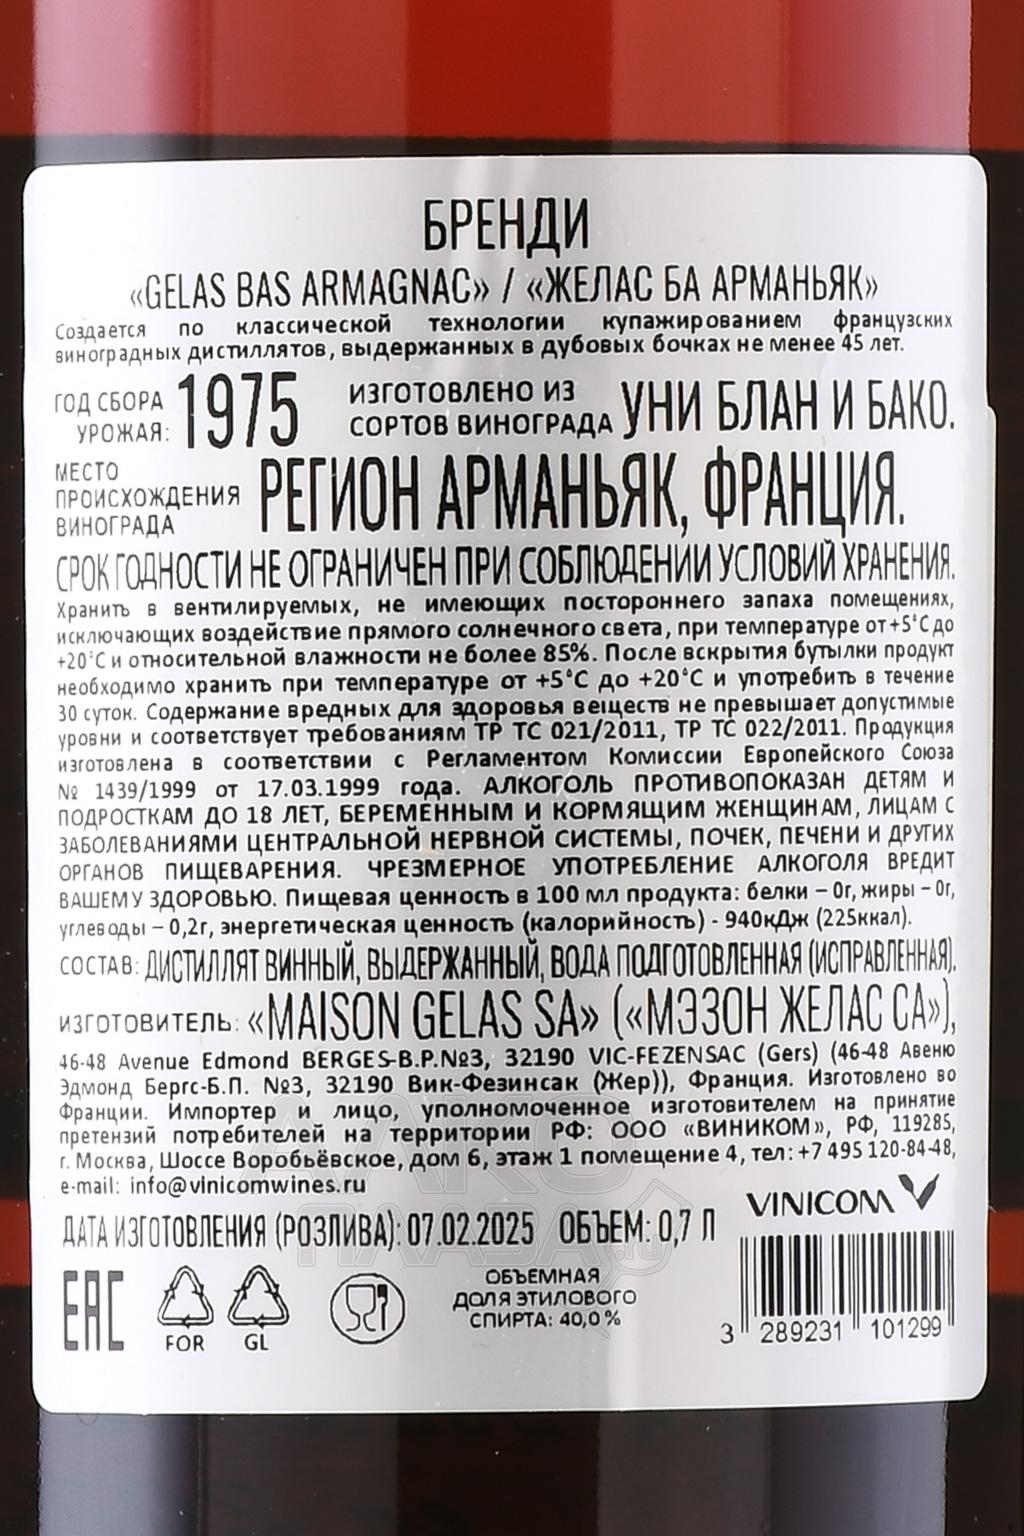 БРЕНДИ
«GELAS BAS ARMAGNAC» / «ЖЕЛАС БА АРМАНЬЯК»
Создается по классической технологии купажированием французских
виноградных дистиллятов, выдержанных в дубовых бочках не менее 45 лет.
ГОД СБОРА
УРОЖАЯ: 1975
ИЗГОТОВЛЕНО ИЗ
СОРТОВ ВИНОГРАДА УНИ БЛАН И БАКО.
МЕСТО
ПРОИСХОЖДЕНИЯ
ВИНОГРАДА
РЕГИОН АРМАНЬЯК, ФРАНЦИЯ.
СРОК ГОДНОСТИ НЕ ОГРАНИЧЕН ПРИ СОБЛЮДЕНИИ УСЛОВИЙ ХРАНЕНИЯ.
Хранить в вентилируемых, не имеющих постороннего запаха помещениях,
исключающих воздействие прямого солнечного света, при температуре от +5°С до
+20°С и относительной влажности не более 85%. После вскрытия бутылки продукт
необходимо хранить при температуре от +5°С до +20°С и употребить в течение
30 суток. Содержание вредных для здоровья веществ не превышает допустимые
уровни и соответствует требованиям ТР ТС 021/2011, ТР ТС 022/2011. Продукция
изготовлена в соответствии с Регламентом Комиссии Европейского Союза
№ 1439/1999 от 17.03.1999 года. АЛКОГОЛЬ ПРОТИВОПОКАЗАН ДЕТЯМ И
ПОДРОСТКАМ ДО 18 ЛЕТ, БЕРЕМЕННЫМ И КОРМЯЩИМ ЖЕНЩИНАМ, ЛИЦАМ С
ЗАБОЛЕВАНИЯМИ ЦЕНТРАЛЬНОЙ НЕРВНОЙ СИСТЕМЫ, ПОЧЕК, ПЕЧЕНИ И ДРУГИХ
ОРГАНОВ ПИЩЕВАРЕНИЯ. ЧРЕЗМЕРНОЕ УПОТРЕБЛЕНИЕ АЛКОГОЛЯ ВРЕДИТ
ВАШЕМУ ЗДОРОВЬЮ. Пищевая ценность в 100 мл продукта: белки – 0г, жиры – 0г,
углеводы – 0,2г, энергетическая ценность (калорийность) - 940кДж (225ккал).
СОСТАВ: ДИСТИЛЛЯТ ВИННЫЙ, ВЫДЕРЖАННЫЙ, ВОДА ПОДГОТОВЛЕННАЯ (ИСПРАВЛЕННАЯ).
ИЗГОТОВИТЕЛЬ: «MAISON GELAS SA» («МЭЗОН ЖЕЛАС СА»),
46-48 Avenue Edmond BERGES-B.P.№3, 32190 VIC-FEZENSAC (Gers) (46-48 Авеню
Эдмонд Бергс-Б.П. №3, 32190 Вик-Фезинсак (Жер)), Франция. Изготовлено во
Франции. Импортер и лицо, уполномоченное изготовителем на принятие
претензий потребителей на территории РФ: ООО «ВИНИКОМ», РФ, 119285,
г. Москва, Шоссе Воробьёвское, дом 6, этаж 1 помещение 4, тел: +7 495 120-84-48,
e-mail: info@vinicomwines.ru
VINICOM
ДАТА ИЗГОТОВЛЕНИЯ (РОЗЛИВА): 07.02.2025 ОБЪЕМ: 0,7 Л
EAC
FOR
GL
ОБЪЕМНАЯ
ДОЛЯ ЭТИЛОВОГО
СПИРТА: 40,0%
3 289231 101299
АЛКО
ПЛАЗА.ru